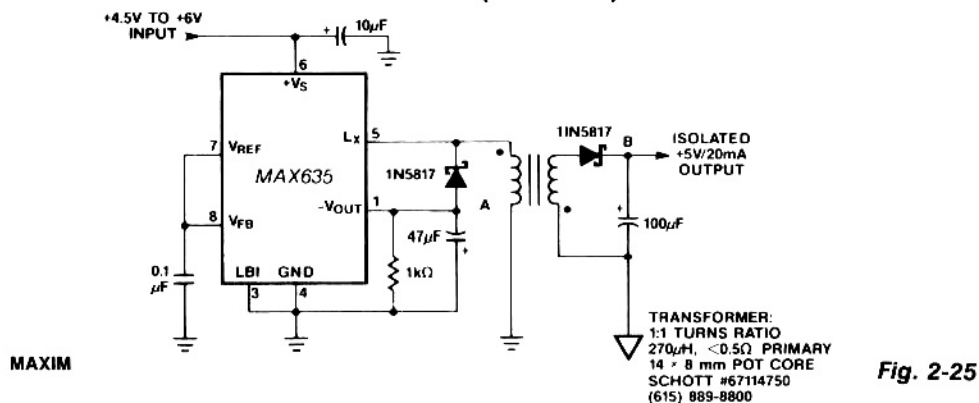 +4.5V TO +6V
INPUT
+
10µF
6
+VS
7
VREF
LX
5
1N5817
1IN5817
B
ISOLATED
+5V/20mA
OUTPUT
MAX635
A
8
VFB
-VOUT
1
47µF
+
1kΩ
+
100µF
0.1
µF
LBI
GND
3
4
TRANSFORMER:
1:1 TURNS RATIO
270µH, <0.5Ω PRIMARY
14 × 8 mm POT CORE
SCHOTT #67114750
(615) 889-8800
MAXIM
Fig. 2-25